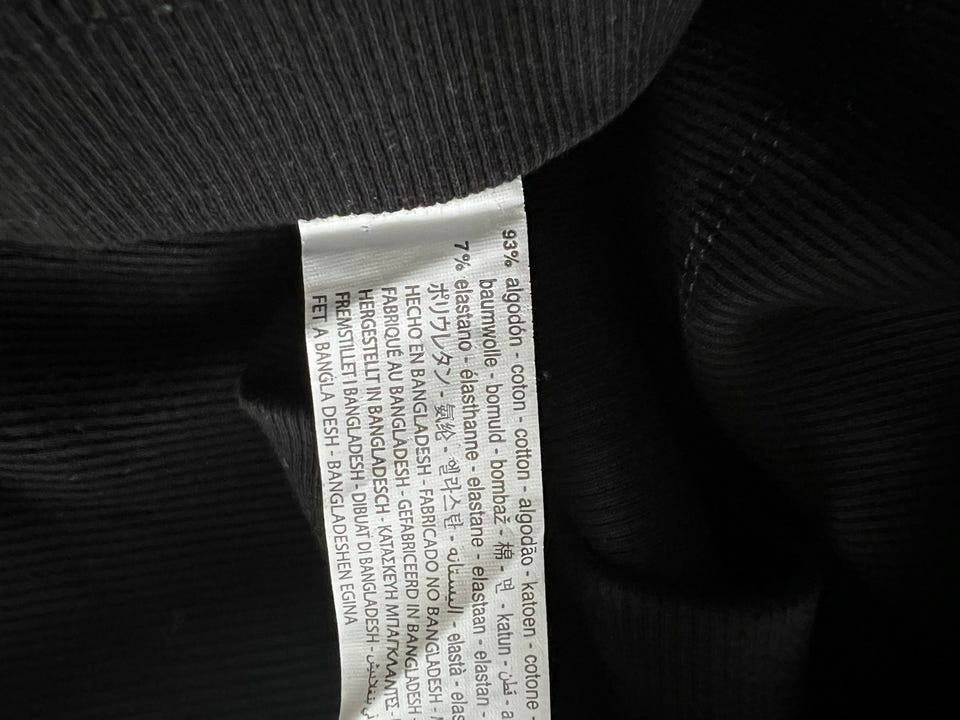 93% algodón - coton - cotton - algodão - katoen - cotone -
baumwolle - bomuld - bombaž - 棉 - 면 - katun - قطن -
7% elastano - élasthanne - elastane - elastaan - elastan -
ポリウレタン - 氨纶 - 엘라스탄 - اليستانه - elastà -
HECHO EN BANGLADESH - FABRICADO NO BANGLADESH -
FABRIQUÉ AU BANGLADESH - GEFABRICEERD IN BANGLADESH -
HERGESTELLT IN BANGLADESCH - ΚΑΤΑΣΚΕΥΗ ΜΠΑΓΚΛΑΝΤΕΣ -
FREMSTILLET I BANGLADESH - DIBUAT DI BANGLADESH -
FET A BANGLA DESH - BANGLADESHEN EGINA